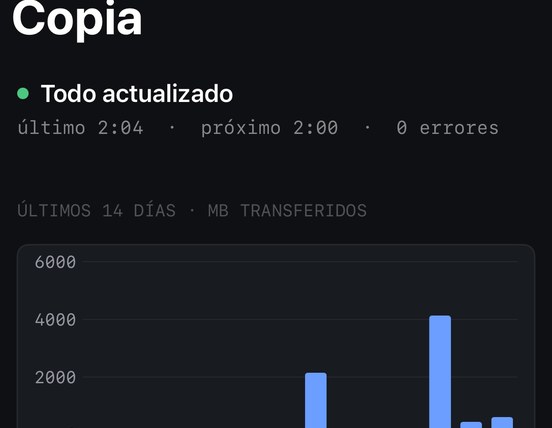 Copia
Todo actualizado
último 2:04 · próximo 2:00 · 0 errores
ÚLTIMOS 14 DÍAS · MB TRANSFERIDOS
6000
4000
2000